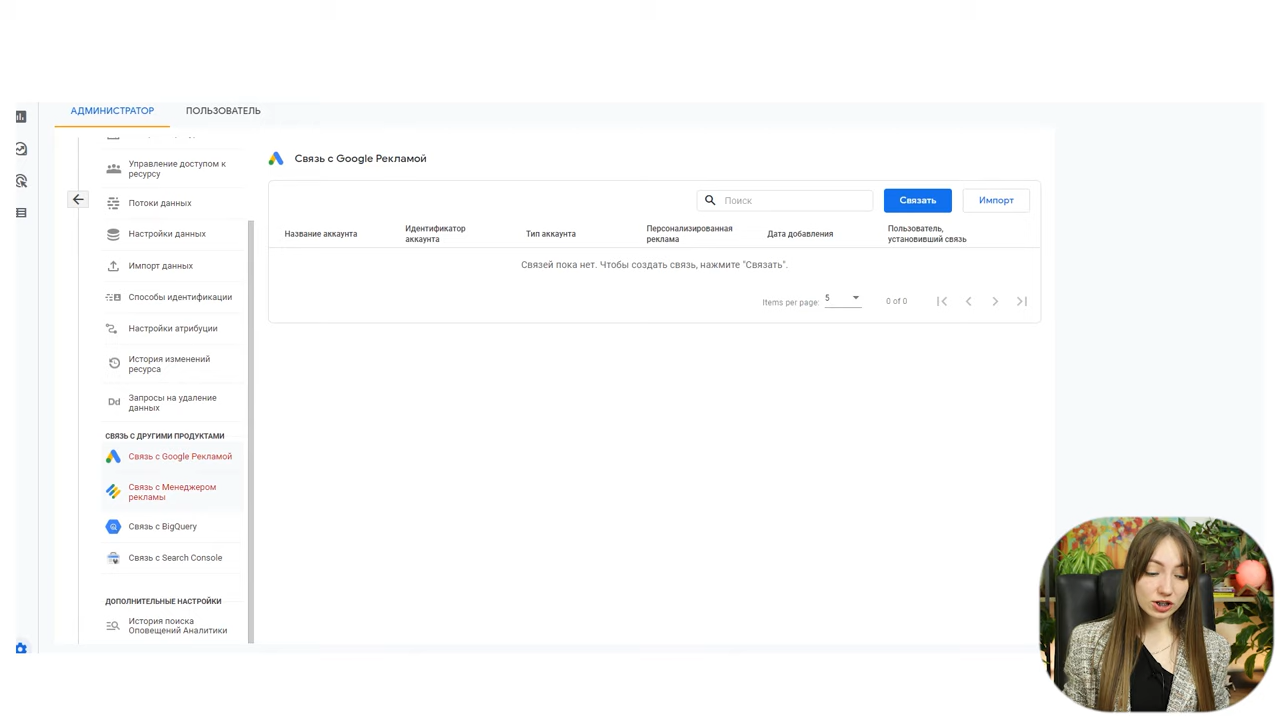 АДМИНИСТРАТОР
ПОЛЬЗОВАТЕЛЬ
Управление доступом к
ресурсу
Потоки данных
Настройки данных
Импорт данных
Способы идентификации
Настройки атрибуции
История изменений
ресурса
Dd
Запросы на удаление
данных
СВЯЗЬ С ДРУГИМИ ПРОДУКТАМИ
Связь с Google Рекламой
Связь с Менеджером
рекламы
Связь с BigQuery
Связь с Search Console
ДОПОЛНИТЕЛЬНЫЕ НАСТРОЙКИ
История поиска
Оповещений Аналитики
Связь с Google Рекламой
Поиск
Связать
Импорт
Название аккаунта
Идентификатор
аккаунта
Тип аккаунта
Персонализированная
реклама
Дата добавления
Пользователь,
установивший связь
Связей пока нет. Чтобы создать связь, нажмите "Связать".
Items per page:
5
0 of 0